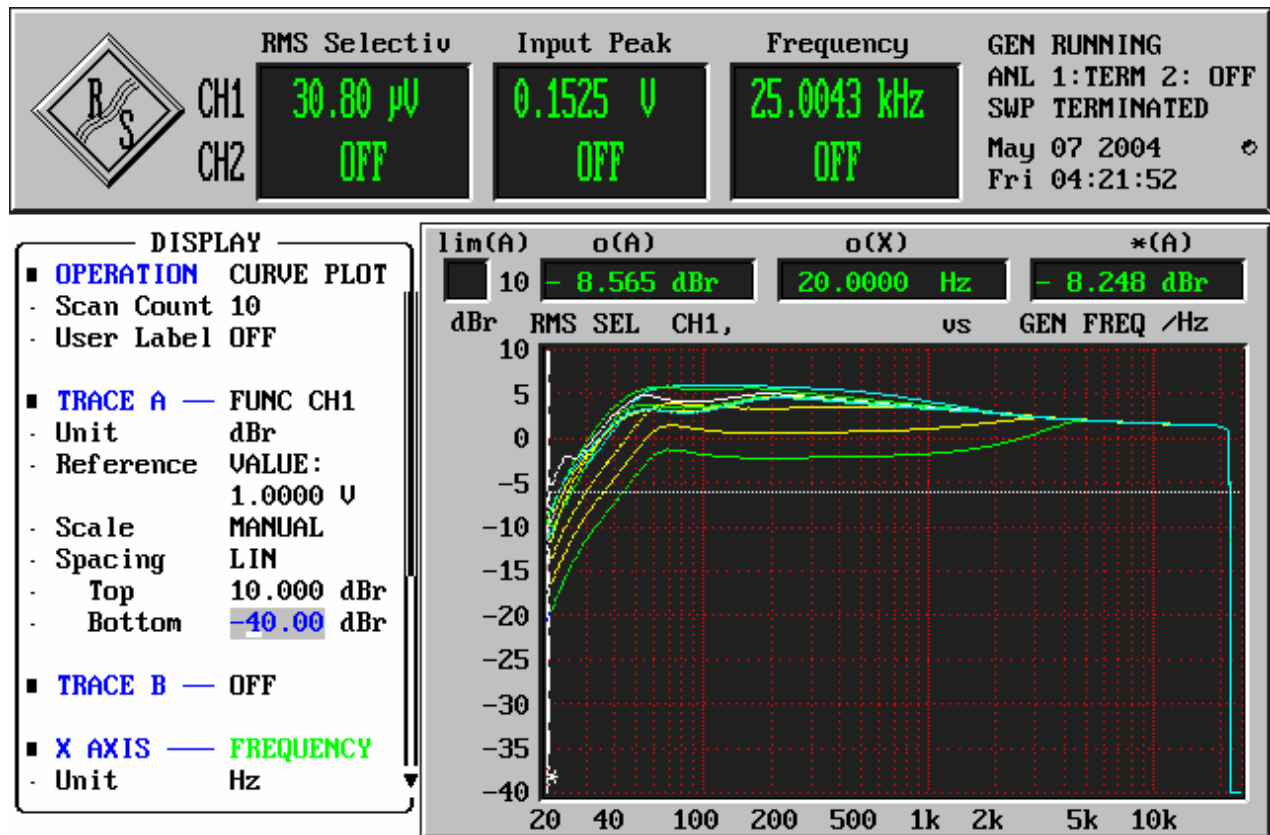 RMS Selectiv Input Peak Frequency
GEN RUNNING
ANL 1:TERM 2: OFF
SWP TERMINATED
May 07 2004
Fri 04:21:52
R S
CH1 30.80 µV 0.1525 V 25.0043 kHz
CH2 OFF OFF OFF
DISPLAY
OPERATION CURVE PLOT
Scan Count 10
User Label OFF
TRACE A — FUNC CH1
Unit dBr
Reference VALUE:
1.0000 V
Scale MANUAL
Spacing LIN
Top 10.000 dBr
Bottom -40.00 dBr
TRACE B — OFF
X AXIS — FREQUENCY
Unit Hz
lim(A) o(A) o(X) *(A)
10 - 8.565 dBr 20.0000 Hz - 8.248 dBr
dBr RMS SEL CH1, vs GEN FREQ /Hz
10
5
0
-5
-10
-15
-20
-25
-30
-35
-40
20 40 100 200 500 1k 2k 5k 10k